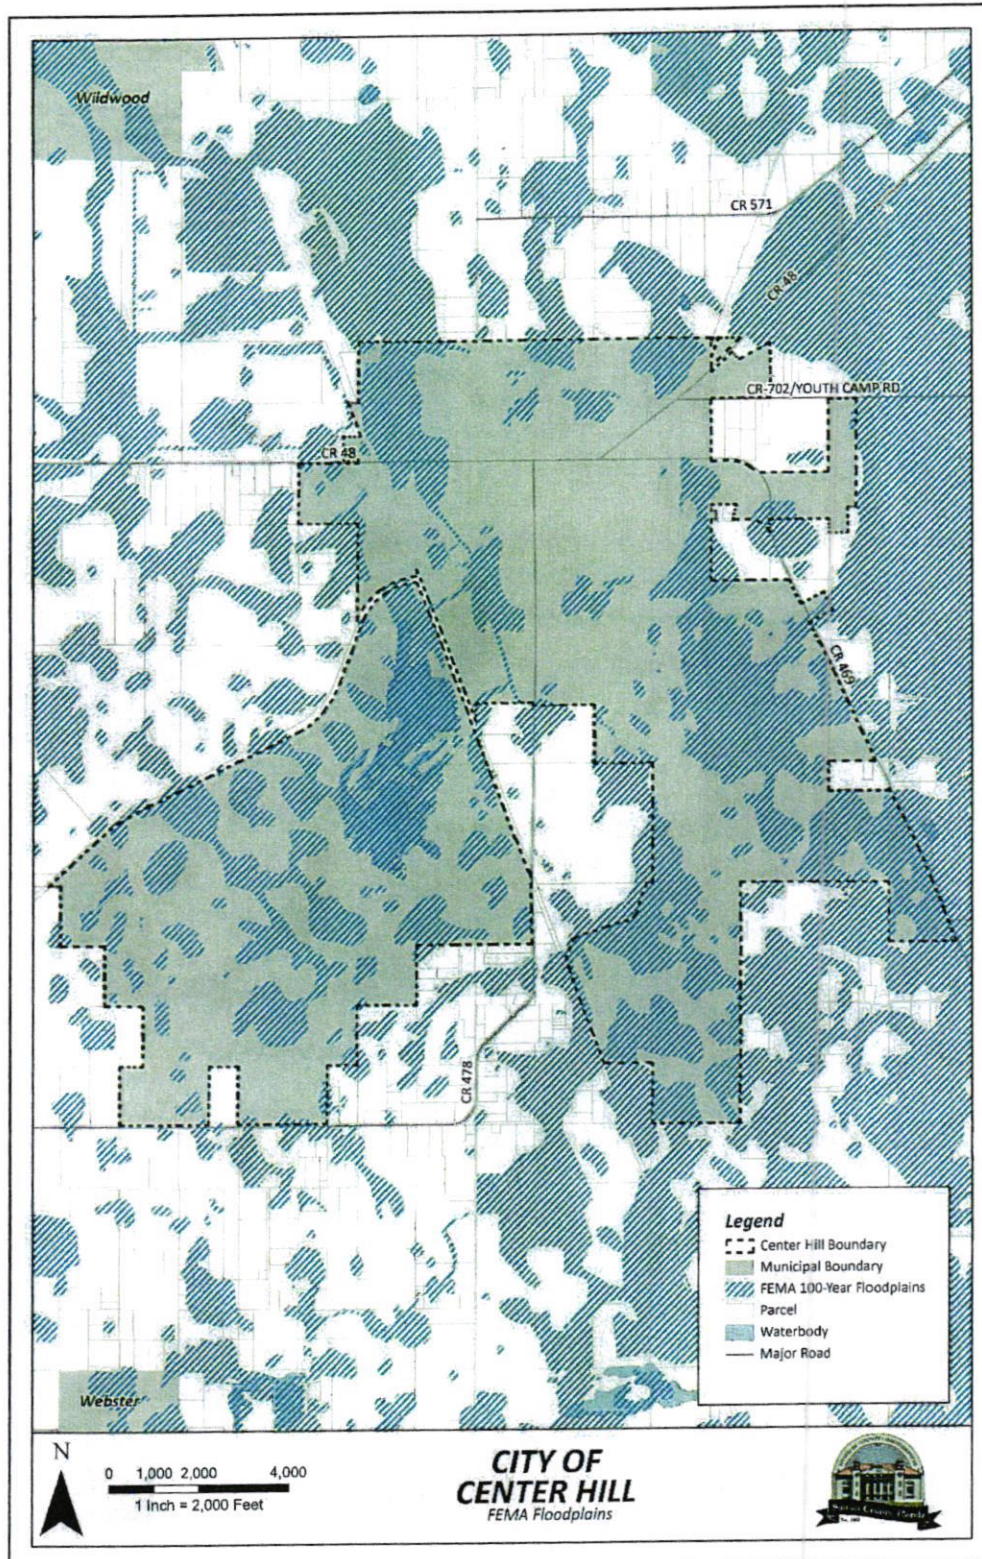 Wildwood
CR 571
CR-48
CR-702/YOUTH CAMP RD
CR 48
CR 469
CR 478
Legend
Center Hill Boundary
Municipal Boundary
FEMA 100-Year Floodplains
Parcel
Waterbody
Major Road
Webster
N
0 1,000 2,000 4,000
1 Inch = 2,000 Feet
CITY OF
CENTER HILL
FEMA Floodplains